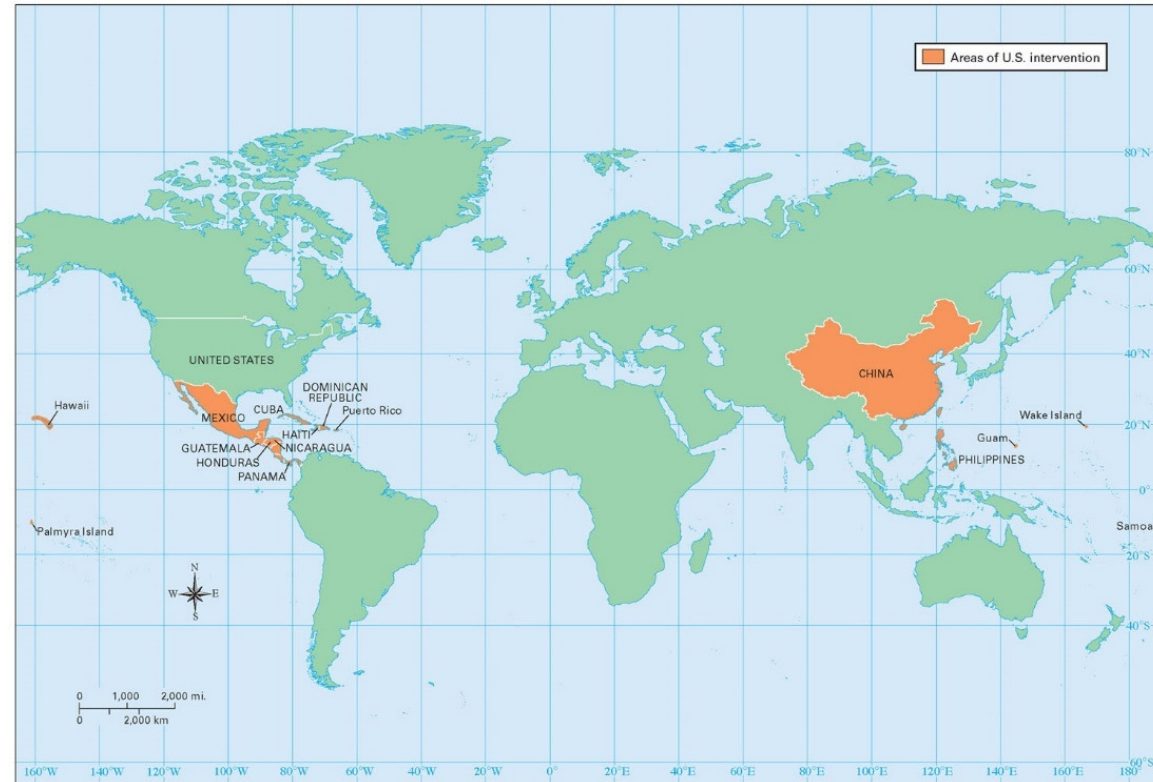 Areas of U.S. intervention
80°N
60°N
UNITED STATES
40°N
CHINA
DOMINICAN
REPUBLIC
Hawaii
MEXICO
CUBA
Puerto Rico
Wake Island
20°N
HAITI
GUATEMALA
NICARAGUA
Guam
HONDURAS
PHILIPPINES
PANAMA
0°
Palmyra Island
Samoa
20°S
N
W
E
S
40°S
0 1,000 2,000 mi.
0 2,000 km
60°S
160°W 140°W 120°W 100°W 80°W 60°W 40°W 20°W 0° 20°E 40°E 60°E 80°E 100°E 120°E 140°E 160°E 180°